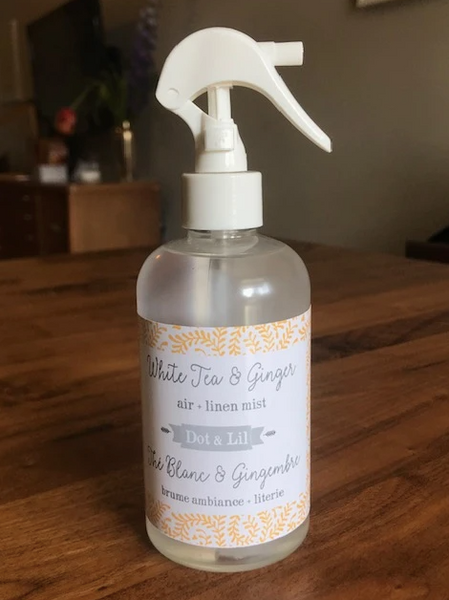 White Tea & Ginger
air + linen mist
Dot & Lil
Thé Blanc & Gingembre
brume ambiance + literie